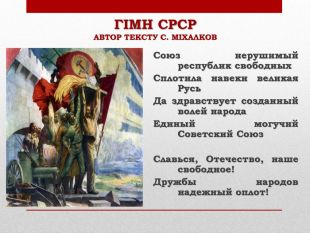 ГІМН СРСР
АВТОР ТЕКСТУ С. МІХАЛКОВ
Союз нерушимый
республик свободных
Сплотила навеки великая
Русь
Да здравствует созданный
волей народа
Единый могучий
Советский Союз
Славься, Отечество, наше
свободное!
Дружбы народов
надежный оплот!